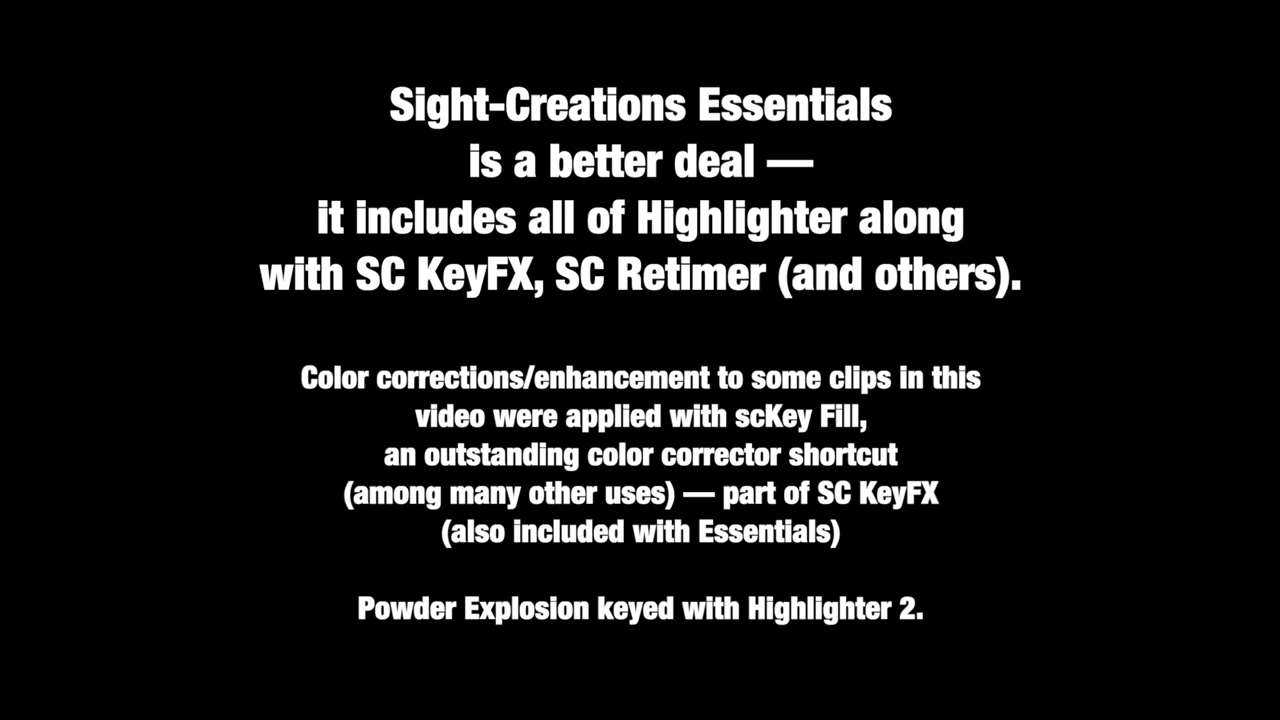 Sight-Creations Essentials
is a better deal —
it includes all of Highlighter along
with SC KeyFX, SC Retimer (and others).
Color corrections/enhancement to some clips in this
video were applied with scKey Fill,
an outstanding color corrector shortcut
(among many other uses) — part of SC KeyFX
(also included with Essentials)
Powder Explosion keyed with Highlighter 2.